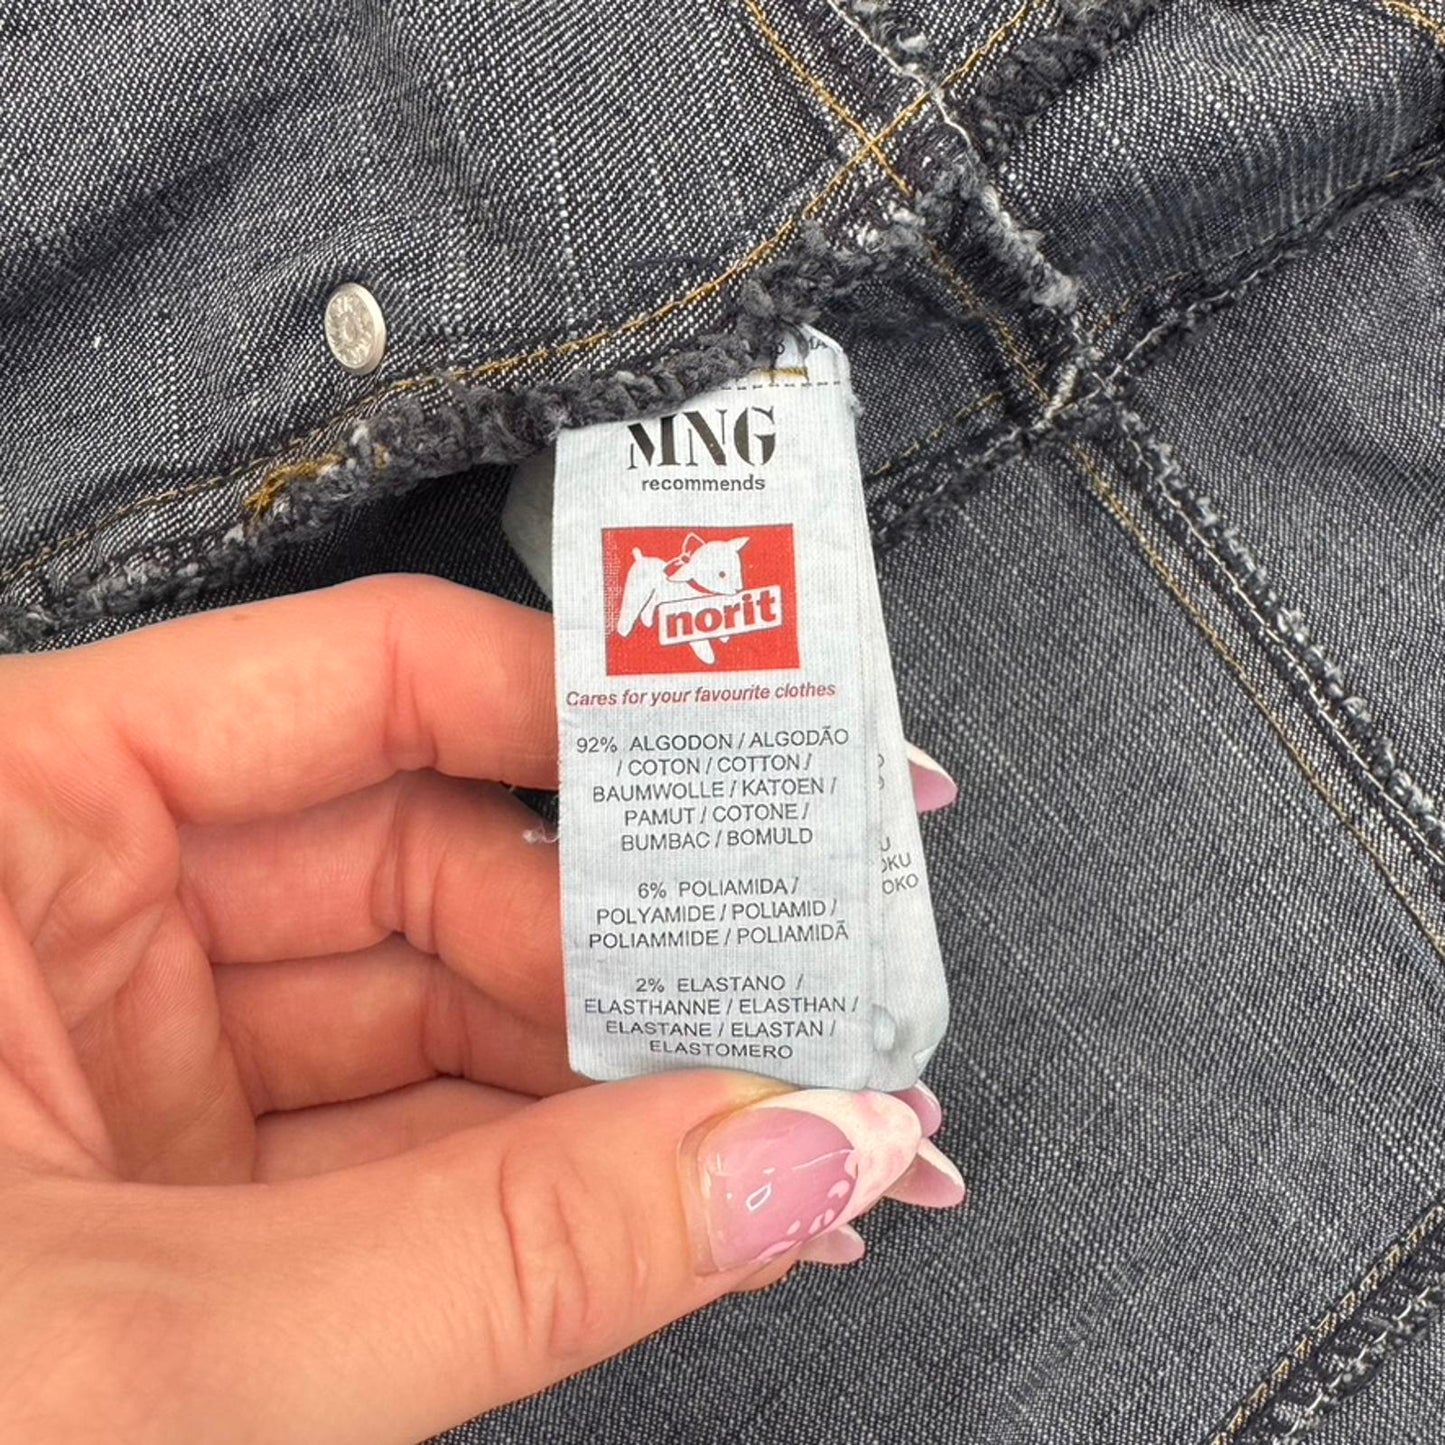 MNG
recommends
norit
Cares for your favourite clothes
92% ALGODON / ALGODÃO
/ COTON / COTTON /
BAUMWOLLE / KATOEN /
PAMUT / COTONE /
BUMBAC / BOMULD
6% POLIAMIDA /
POLYAMIDE / POLIAMID /
POLIAMMIDE / POLIAMIDĂ
2% ELASTANO /
ELASTHANNE / ELASTHAN /
ELASTANE / ELASTAN /
ELASTOMERO